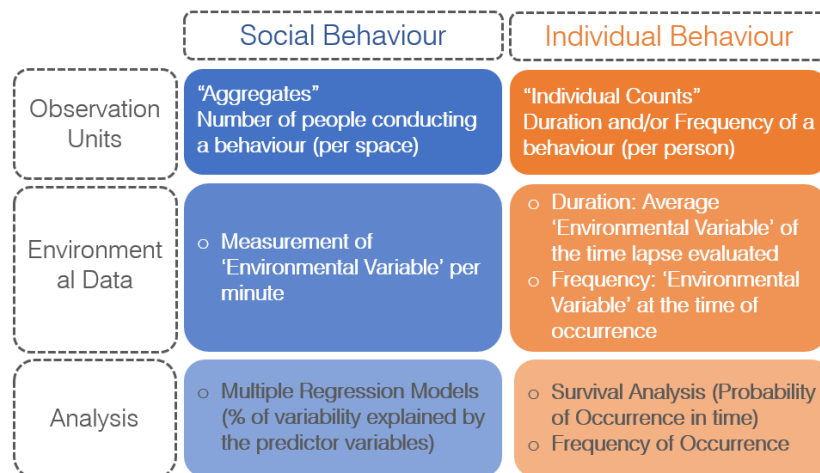 Social Behaviour
Individual Behaviour
Observation
Units
“Aggregates”
Number of people conducting
a behaviour (per space)
“Individual Counts”
Duration and/or Frequency of a
behaviour (per person)
Environment
al Data
o Measurement of
‘Environmental Variable’ per
minute
o Duration: Average
‘Environmental Variable’ of
the time lapse evaluated
o Frequency: ‘Environmental
Variable’ at the time of
occurrence
Analysis
o Multiple Regression Models
(% of variability explained by
the predictor variables)
o Survival Analysis (Probability
of Occurrence in time)
o Frequency of Occurrence